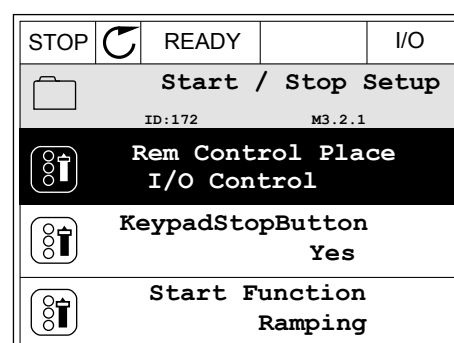 STOP READY I/O
Start / Stop Setup
ID:172 M3.2.1
Rem Control Place
I/O Control
KeypadStopButton
Yes
Start Function
Ramping